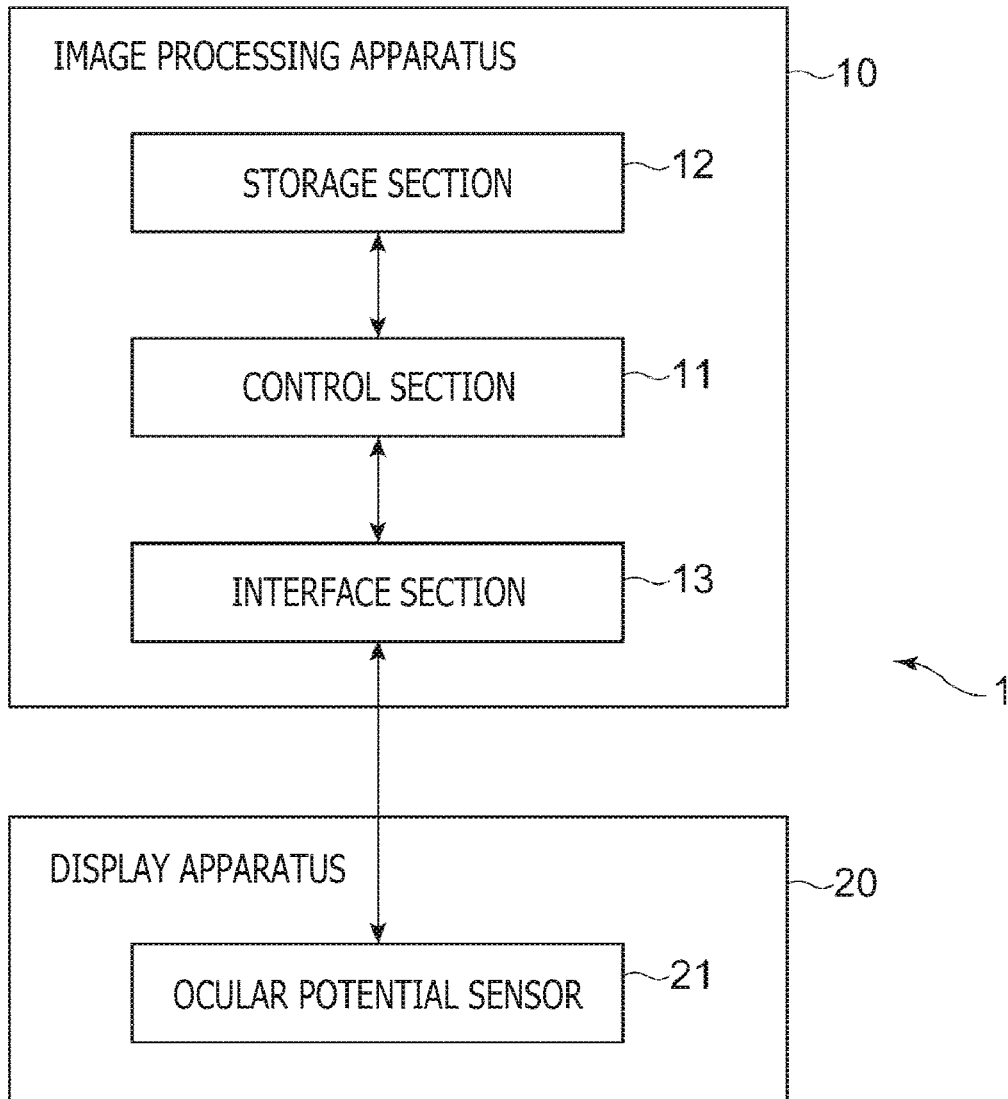 IMAGE PROCESSING APPARATUS
10
STORAGE SECTION
12
CONTROL SECTION
11
INTERFACE SECTION
13
1
DISPLAY APPARATUS
20
OCULAR POTENTIAL SENSOR
21